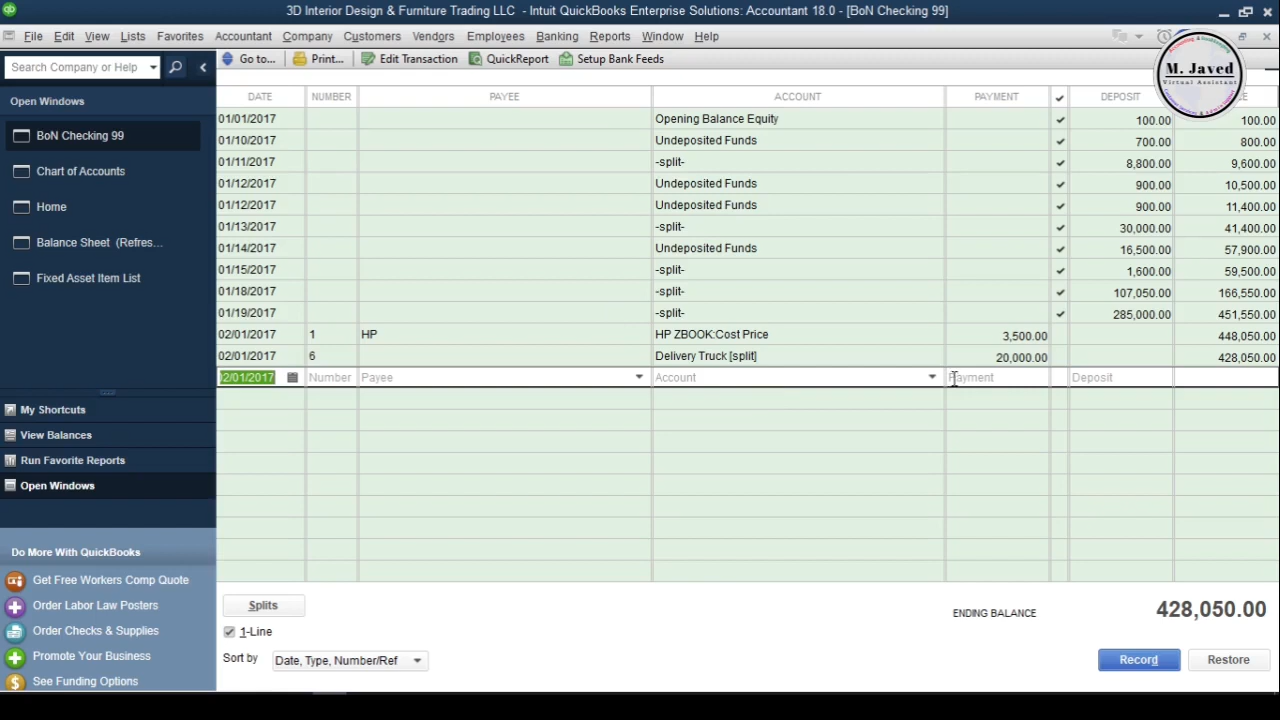 3D Interior Design & Furniture Trading LLC - Intuit QuickBooks Enterprise Solutions: Accountant 18.0 - [BoN Checking 99]
File Edit View Lists Favorites Accountant Company Customers Vendors Employees Banking Reports Window Help
Search Company or Help
Go to... Print... Edit Transaction QuickReport Setup Bank Feeds
M. Javed
Virtual Assistant
Open Windows
BoN Checking 99
Chart of Accounts
Home
Balance Sheet (Refres...
Fixed Asset Item List
My Shortcuts
View Balances
Run Favorite Reports
Open Windows
Do More With QuickBooks
Get Free Workers Comp Quote
Order Labor Law Posters
Order Checks & Supplies
Promote Your Business
See Funding Options
DATE NUMBER PAYEE ACCOUNT PAYMENT ✓ DEPOSIT
01/01/2017 Opening Balance Equity ✓ 100.00 100.00
01/10/2017 Undeposited Funds ✓ 700.00 800.00
01/11/2017 -split- ✓ 8,800.00 9,600.00
01/12/2017 Undeposited Funds ✓ 900.00 10,500.00
01/12/2017 Undeposited Funds ✓ 900.00 11,400.00
01/13/2017 -split- ✓ 30,000.00 41,400.00
01/14/2017 Undeposited Funds ✓ 16,500.00 57,900.00
01/15/2017 -split- ✓ 1,600.00 59,500.00
01/18/2017 -split- ✓ 107,050.00 166,550.00
01/19/2017 -split- ✓ 285,000.00 451,550.00
02/01/2017 1 HP HP ZBOOK:Cost Price 3,500.00 448,050.00
02/01/2017 6 Delivery Truck [split] 20,000.00 428,050.00
02/01/2017 Number Payee Account Payment Deposit
Splits
1-Line
Sort by Date, Type, Number/Ref
ENDING BALANCE 428,050.00
Record Restore